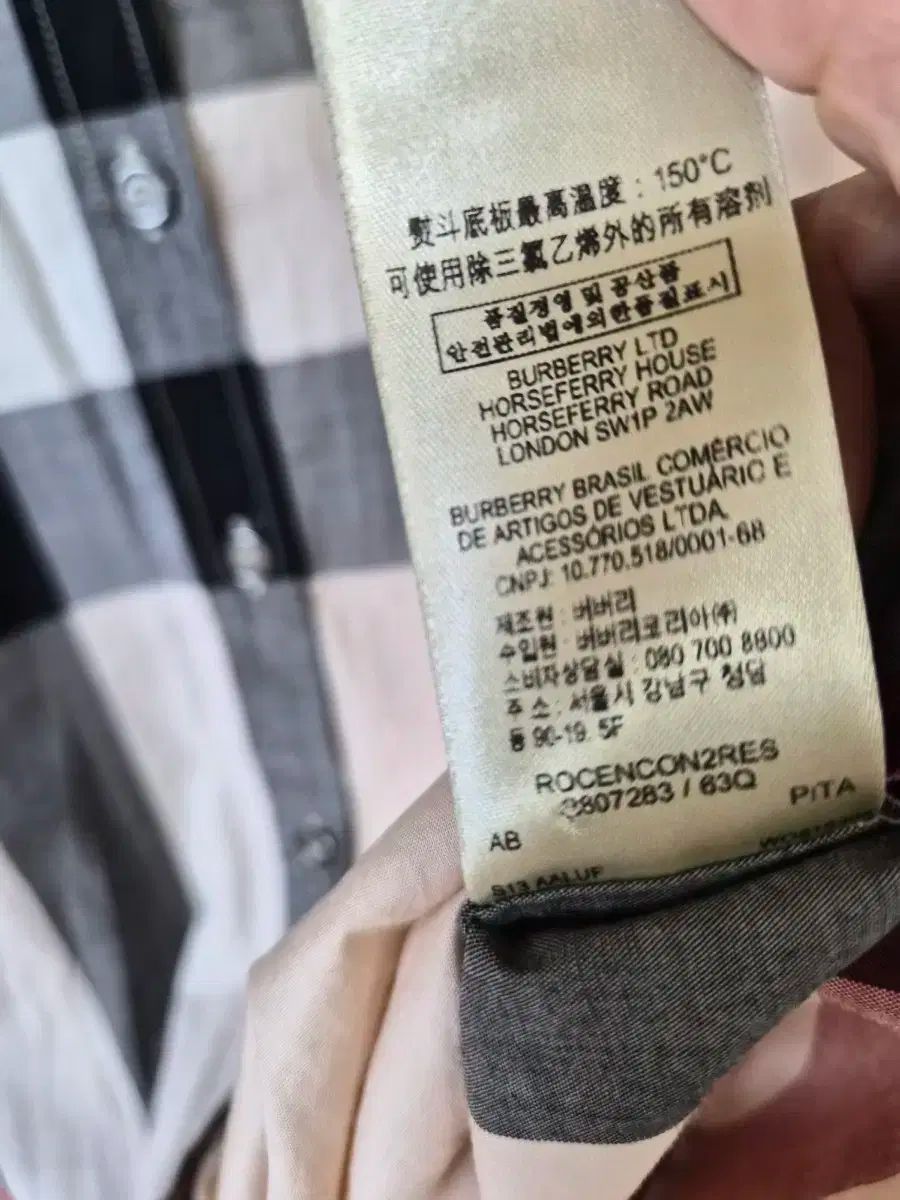 熨斗底板最高溫度 : 150°C
可使用除三氯乙烯外的所有溶剂
품질경영 및 공산품
안전관리법에의한품질표시
BURBERRY LTD
HORSEFERRY HOUSE
HORSEFERRY ROAD
LONDON SW1P 2AW
BURBERRY BRASIL COMÉRCIO
DE ARTIGOS DE VESTUÁRIO E
ACESSÓRIOS LTDA.
CNPJ: 10.770.518/0001-68
제조원 : 버버리
수입원 : 버버리코리아(주)
소비자상담실 : 080 700 8800
주소 : 서울시 강남구 청담
동 90-19. 5F
ROCENCON2RES
3807283 / 63Q
AB PITA
S13 AALUF